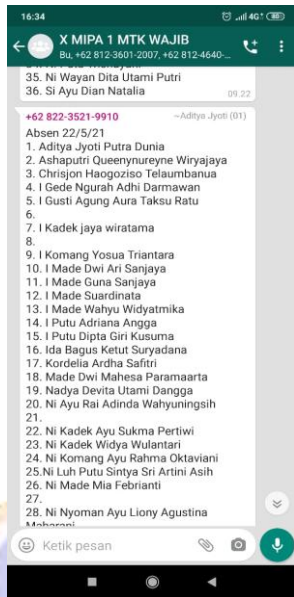 16:34
4G+ 80
X MIPA 1 MTK WAJIB
Bu, +62 812-3601-2007, +62 812-4640-...
35. Ni Wayan Dita Utami Putri
36. Si Ayu Dian Natalia
09.22
+62 822-3521-9910 ~Aditya Jyoti (01)
Absen 22/5/21
1. Aditya Jyoti Putra Dunia
2. Ashaputri Queenynureyne Wiryajaya
3. Chrisjon Haogoziso Telaumbanua
4. I Gede Ngurah Adhi Darmawan
5. I Gusti Agung Aura Taksu Ratu
6.
7. I Kadek jaya wiratama
8.
9. I Komang Yosua Triantara
10. I Made Dwi Ari Sanjaya
11. I Made Guna Sanjaya
12. I Made Suardinata
13. I Made Wahyu Widyatmika
14. I Putu Adriana Angga
15. I Putu Dipta Giri Kusuma
16. Ida Bagus Ketut Suryadana
17. Kordelia Ardha Safitri
18. Made Dwi Mahesa Paramaarta
19. Nadya Devita Utami Dangga
20. Ni Ayu Rai Adinda Wahyuningsih
21.
22. Ni Kadek Ayu Sukma Pertiwi
23. Ni Kadek Widya Wulantari
24. Ni Komang Ayu Rahma Oktaviani
25.Ni Luh Putu Sintya Sri Artini Asih
26. Ni Made Mia Febrianti
27.
28. Ni Nyoman Ayu Liony Agustina
Maharani
Ketik pesan